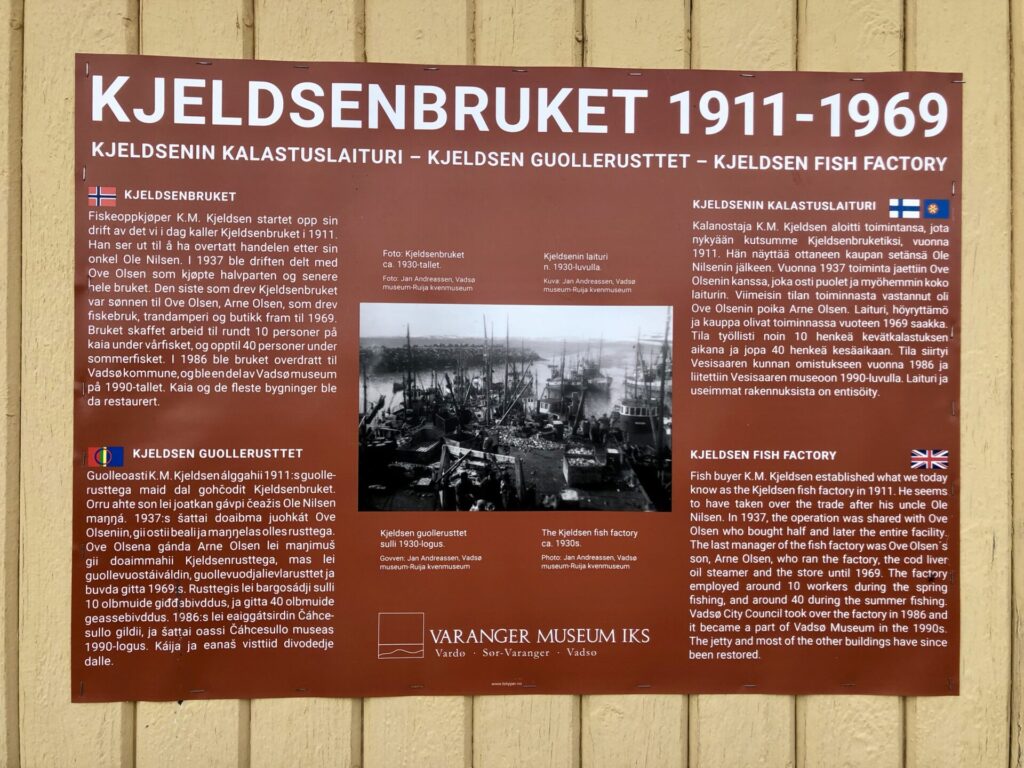 KJELDSENBRUKET 1911-1969
KJELDSENIN KALASTUSLAITURI – KJELDSEN GUOLLERUSTTET – KJELDSEN FISH FACTORY
KJELDSENBRUKET
Fiskeoppkjøper K.M. Kjeldsen startet opp sin
drift av det vi i dag kaller Kjeldsenbruket i 1911.
Han ser ut til å ha overtatt handelen etter sin
onkel Ole Nilsen. I 1937 ble driften delt med
Ove Olsen som kjøpte halvparten og senere
hele bruket. Den siste som drev Kjeldsenbruket
var sønnen til Ove Olsen, Arne Olsen, som drev
fiskebruk, trandamperi og butikk fram til 1969.
Bruket skaffet arbeid til rundt 10 personer på
kaia under vårfisket, og opptil 40 personer under
sommerfisket. I 1986 ble bruket overdratt til
Vadsø kommune, og ble en del av Vadsø museum
på 1990-tallet. Kaia og de fleste bygninger ble
da restaurert.
KJELDSEN GUOLLERUSTTET
Guolleoasti K.M. Kjeldsen álggahii 1911:s guolle-
rusttega maid dal gohčodit Kjeldsenbruket.
Orru ahte son lei joatkan gávpi čeažis Ole Nilsen
maŋŋá. 1937:s šattai doaibma juohkát Ove
Olseniin, gii ostii beali ja maŋŋelas olles rusttega.
Ove Olsena gánda Arne Olsen lei maŋimuš
gii doaimmahii Kjeldsenrusttega, mas lei
guollevuostáiváldin, guollevuodjalievlarusttet ja
buvda gitta 1969:s. Rusttegis lei bargosádji sulli
10 olbmuide giđđabivddus, ja gitta 40 olbmuide
geassebivddus. 1986:s lei eaiggátsirdin Čáhce-
sullo gildii, ja šattai oassi Čáhcesullo museas
1990-logus. Káija ja eanaš visttiid divodedje
dalle.
Foto: Kjeldsenbruket
ca. 1930-tallet.
Foto: Jan Andreassen, Vadsø
museum-Ruija kvenmuseum
Kjeldsenin laituri
n. 1930-luvulla.
Kuva: Jan Andreassen, Vadsø
museum-Ruija kvenmuseum
Kjeldsen guollerusttet
sulli 1930-logus.
Govven: Jan Andreassen, Vadsø
museum-Ruija kvenmuseum
The Kjeldsen fish factory
ca. 1930s.
Photo: Jan Andreassen, Vadsø
museum-Ruija kvenmuseum
VARANGER MUSEUM IKS
Vardø · Sør-Varanger · Vadsø
KJELDSENIN KALASTUSLAITURI
Kalanostaja K.M. Kjeldsen aloitti toimintansa, jota
nykyään kutsumme Kjeldsenbruketiksi, vuonna
1911. Hän näyttää ottaneen kaupan setänsä Ole
Nilsenin jälkeen. Vuonna 1937 toiminta jaettiin Ove
Olsenin kanssa, joka osti puolet ja myöhemmin koko
laiturin. Viimeisin tilan toiminnasta vastannut oli
Ove Olsenin poika Arne Olsen. Laituri, höyryttämö
ja kauppa olivat toiminnassa vuoteen 1969 saakka.
Tila työllisti noin 10 henkeä kevätkalastuksen
aikana ja jopa 40 henkeä kesäaikaan. Tila siirtyi
Vesisaaren kunnan omistukseen vuonna 1986 ja
liitettiin Vesisaaren museoon 1990-luvulla. Laituri ja
useimmat rakennuksista on entisöity.
KJELDSEN FISH FACTORY
Fish buyer K.M. Kjeldsen established what we today
know as the Kjeldsen fish factory in 1911. He seems
to have taken over the trade after his uncle Ole
Nilsen. In 1937, the operation was shared with Ove
Olsen who bought half and later the entire facility.
The last manager of the fish factory was Ove Olsen´s
son, Arne Olsen, who ran the factory, the cod liver
oil steamer and the store until 1969. The factory
employed around 10 workers during the spring
fishing, and around 40 during the summer fishing.
Vadsø City Council took over the factory in 1986 and
it became a part of Vadsø Museum in the 1990s.
The jetty and most of the other buildings have since
been restored.